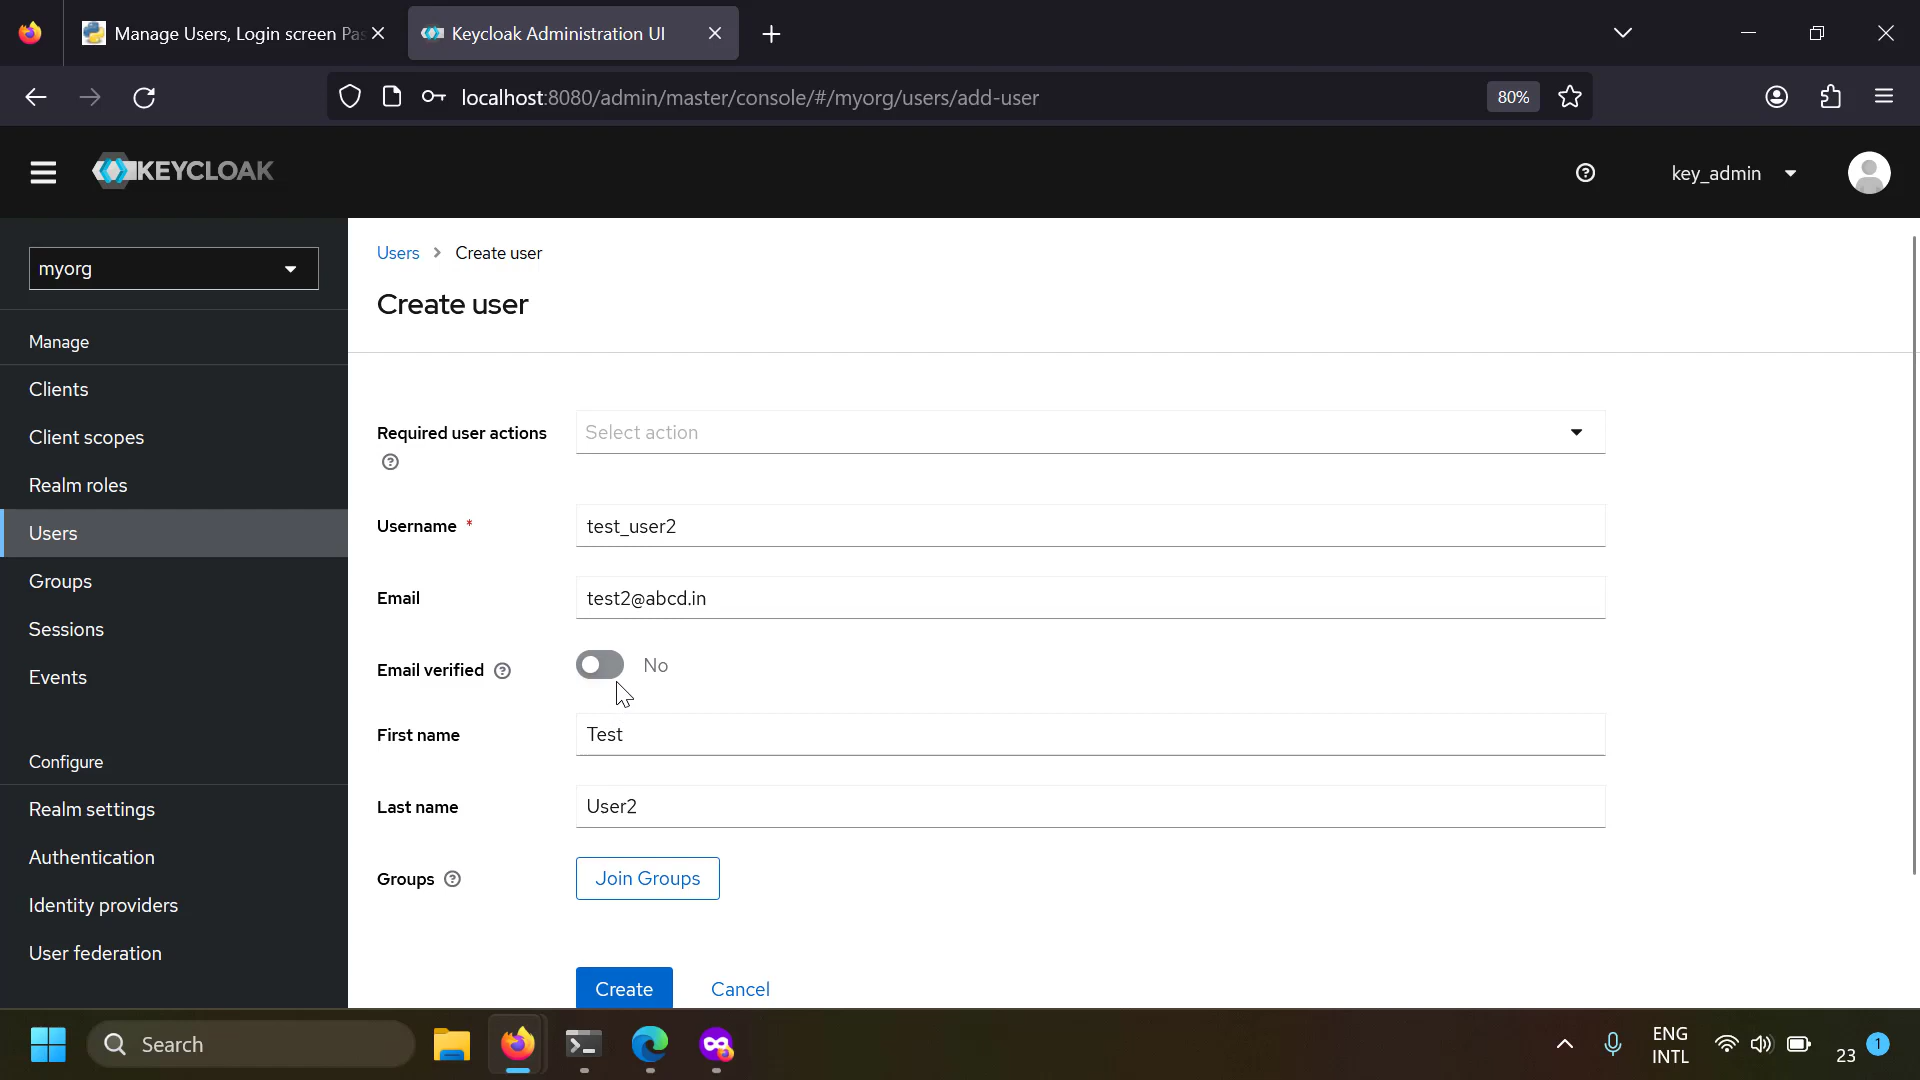 Manage Users, Login screen Pas
Keycloak Administration UI
localhost:8080/admin/master/console/#/myorg/users/add-user
80%
KEYCLOAK
key_admin
myorg
Manage
Clients
Client scopes
Realm roles
Users
Groups
Sessions
Events
Configure
Realm settings
Authentication
Identity providers
User federation
Users > Create user
Create user
Required user actions
Select action
Username *
test_user2
Email
test2@abcd.in
Email verified
No
First name
Test
Last name
User2
Groups
Join Groups
Create
Cancel
Search
ENG
INTL
23
1